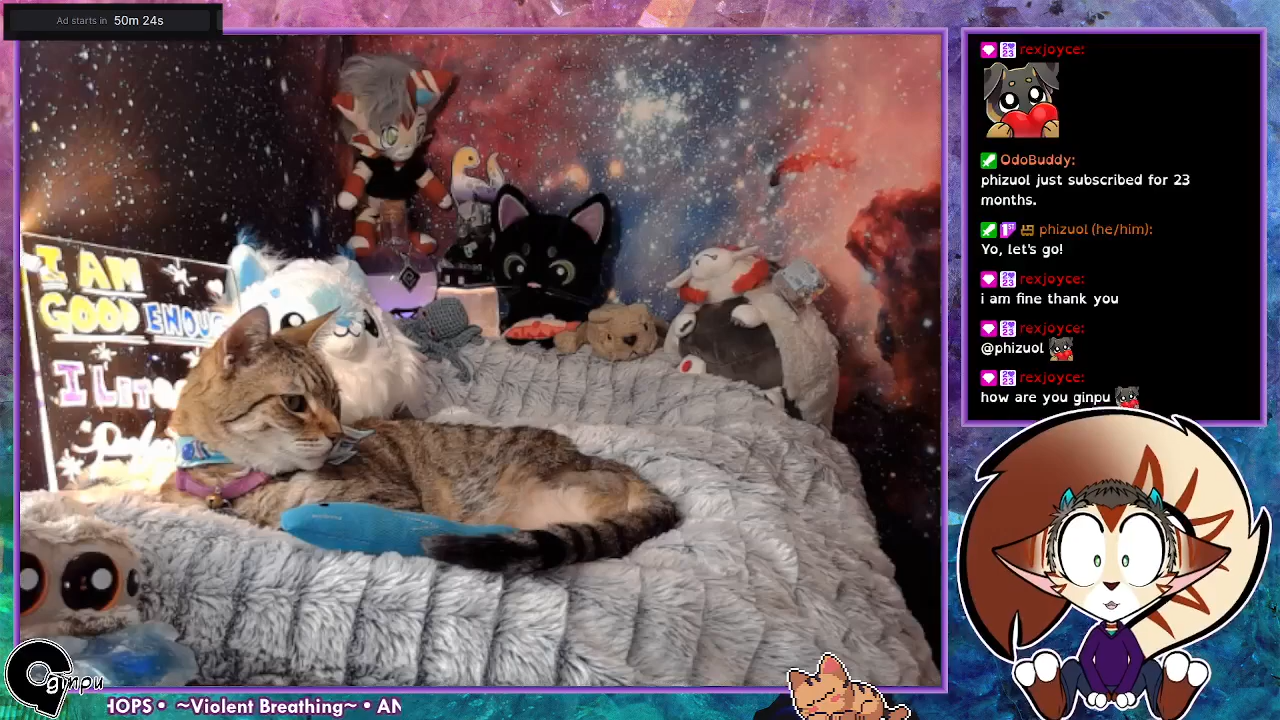 Ad starts in 50m 24s
rexjoyce:
OdoBuddy:
phizuol just subscribed for 23
months.
1ST phizuol (he/him):
Yo, let's go!
rexjoyce:
i am fine thank you
rexjoyce:
@phizuol
rexjoyce:
how are you ginpu
I AM
GOOD ENOUG
ginpu
HOPS • ~Violent Breathing~ • AN